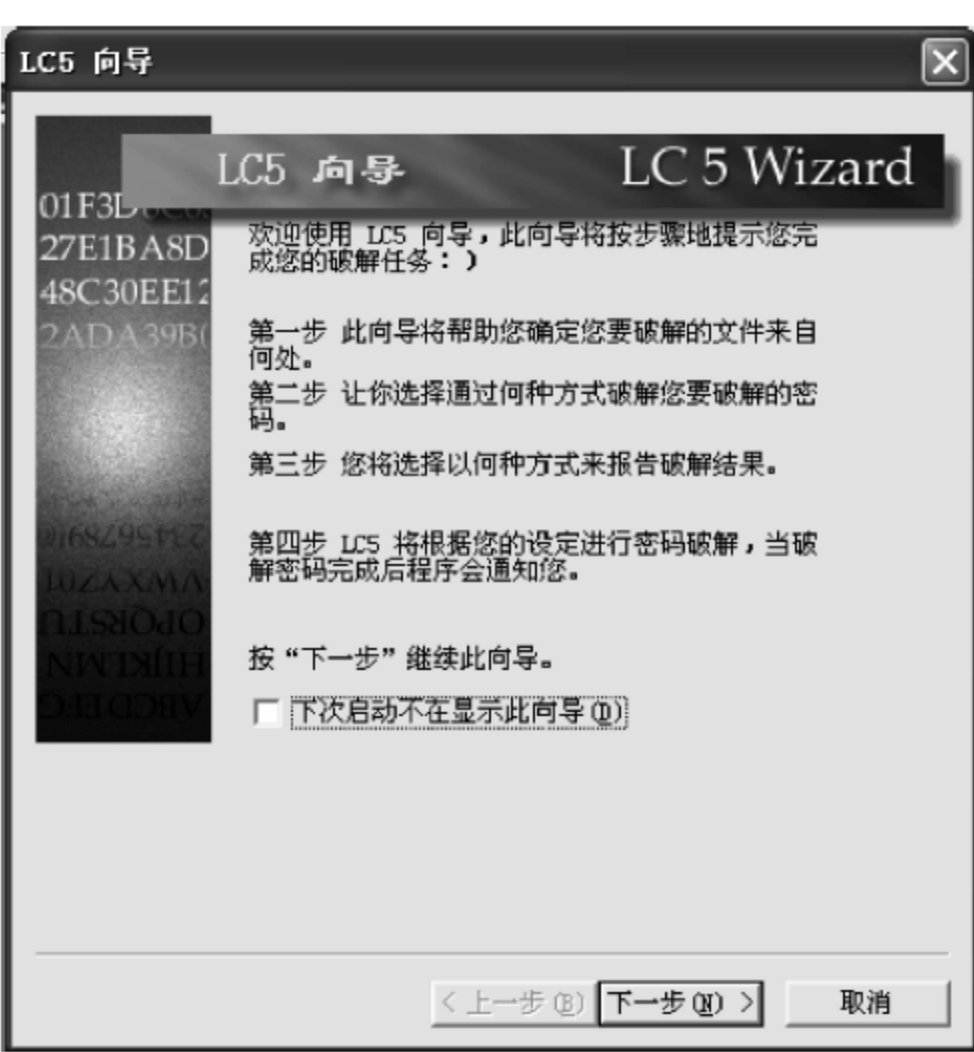 LC5 向导
LC5 向导 LC 5 Wizard
01F3D
27E1BA8D
48C30EE12
2ADA39B(
欢迎使用 LC5 向导，此向导将按步骤地提示您完
成您的破解任务：)
第一步 此向导将帮助您确定您要破解的文件来自
何处。
第二步 让你选择通过何种方式破解您要破解的密
码。
第三步 您将选择以何种方式来报告破解结果。
第四步 LC5 将根据您的设定进行密码破解，当破
解密码完成后程序会通知您。
按“下一步”继续此向导。
下次启动不在显示此向导(D)
23456789!@
VWXYZ01
OPQRSTU
HIJKLMN
ABCDEFG
< 上一步(B) 下一步(N) > 取消